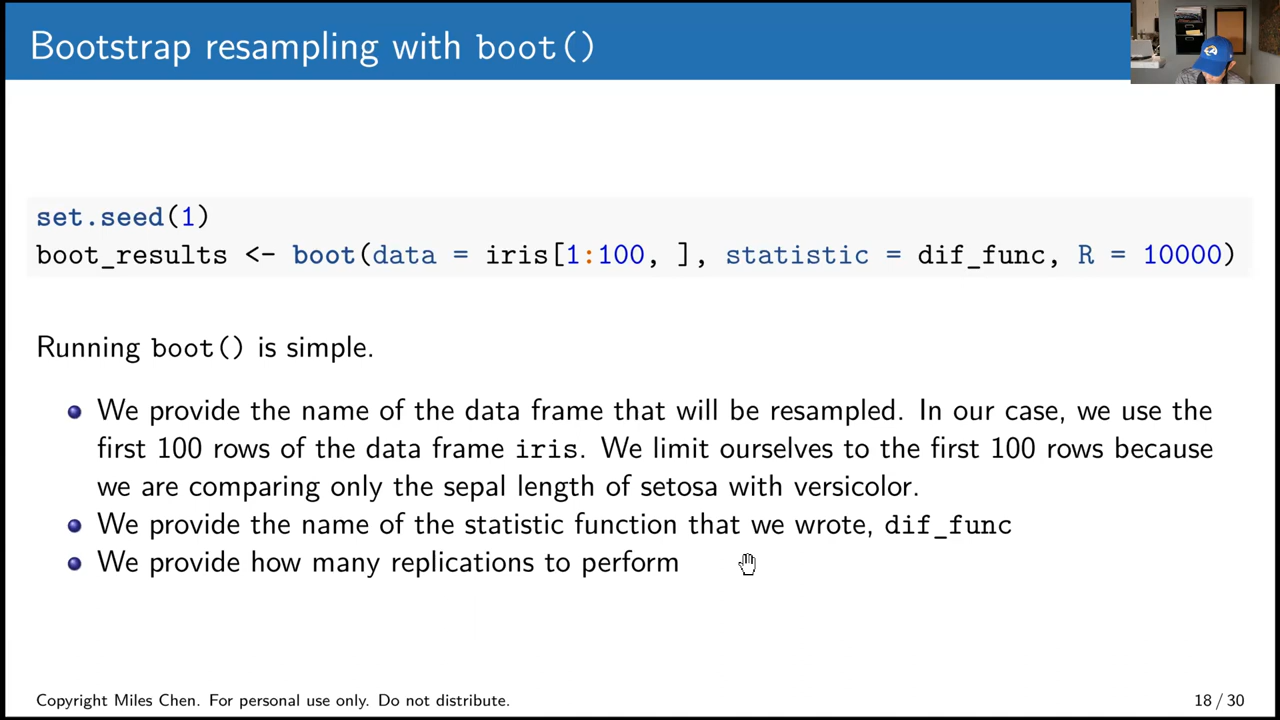 Bootstrap resampling with boot()
set.seed(1)
boot_results <- boot(data = iris[1:100, ], statistic = dif_func, R = 10000)
Running boot() is simple.
We provide the name of the data frame that will be resampled. In our case, we use the
first 100 rows of the data frame iris. We limit ourselves to the first 100 rows because
we are comparing only the sepal length of setosa with versicolor.
We provide the name of the statistic function that we wrote, dif_func
We provide how many replications to perform
Copyright Miles Chen. For personal use only. Do not distribute.
18 / 30